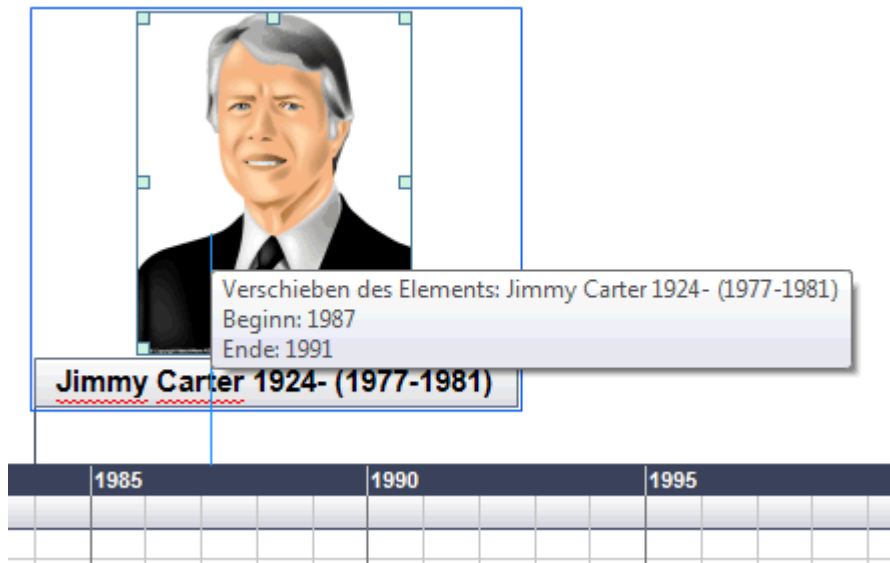 Verschieben des Elements: Jimmy Carter 1924- (1977-1981)
Beginn: 1987
Ende: 1991
Jimmy Carter 1924- (1977-1981)
1985 1990 1995